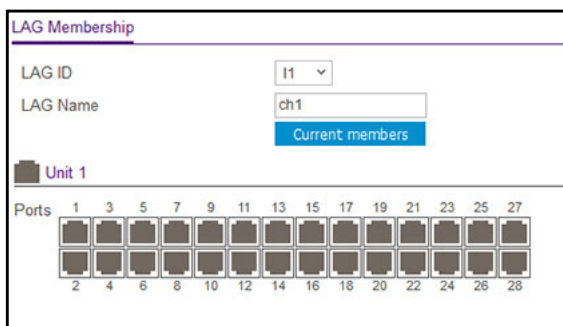 LAG Membership
LAG ID l1
LAG Name ch1
Current members
Unit 1
Ports 1 3 5 7 9 11 13 15 17 19 21 23 25 27
2 4 6 8 10 12 14 16 18 20 22 24 26 28